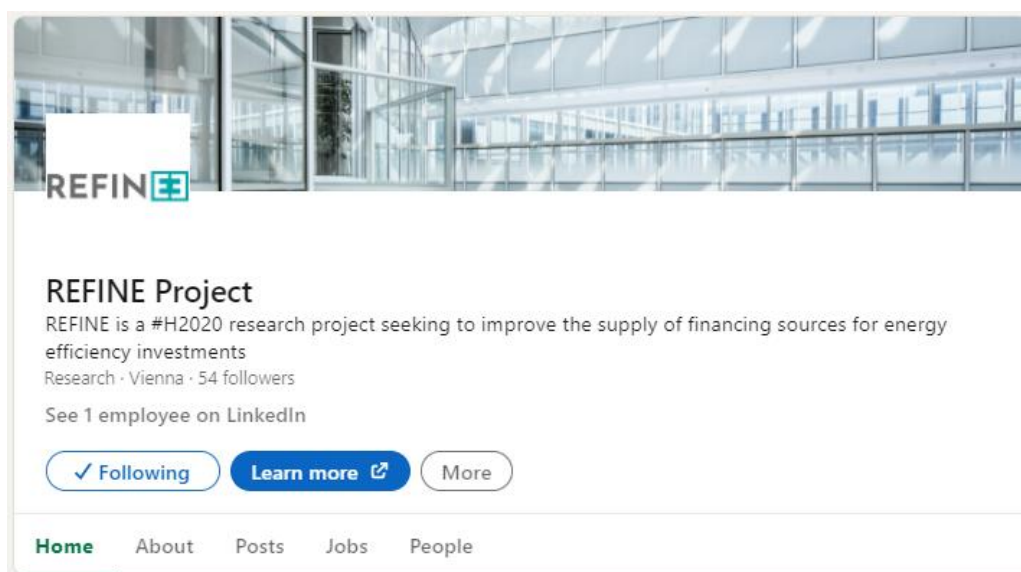 REFINE
REFINE Project
REFINE is a #H2020 research project seeking to improve the supply of financing sources for energy
efficiency investments
Research · Vienna · 54 followers
See 1 employee on LinkedIn
✓ Following Learn more More
Home About Posts Jobs People